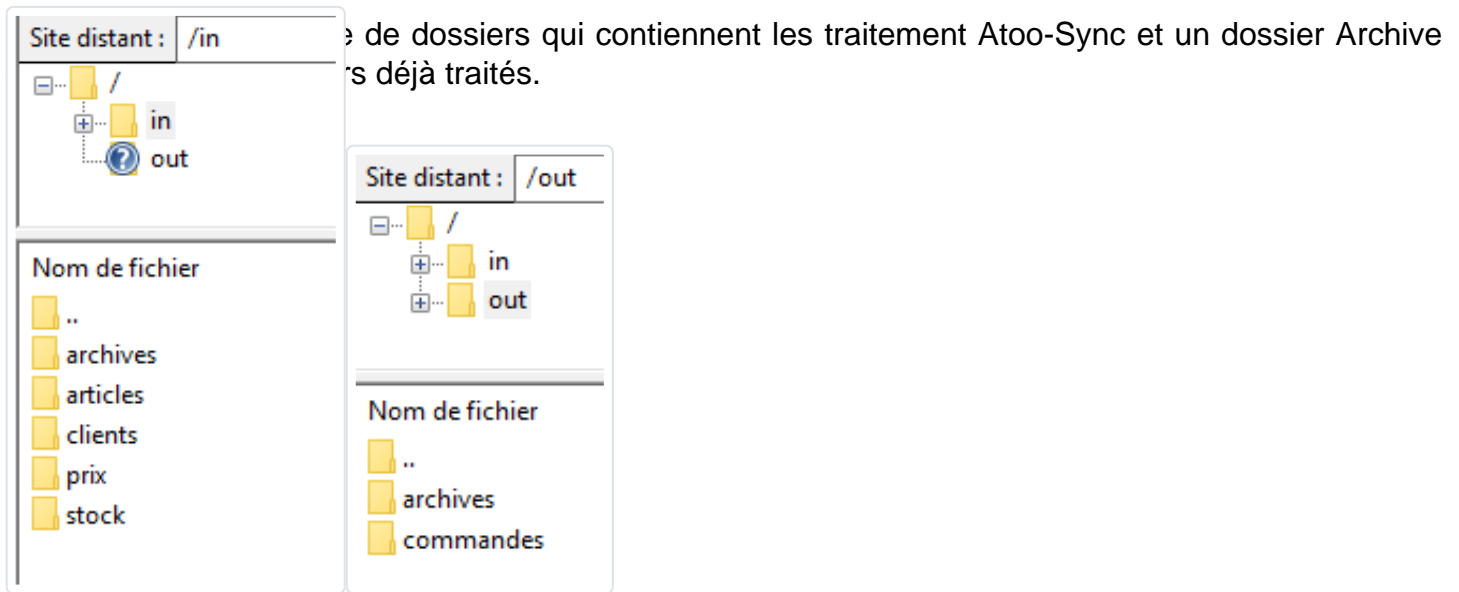 de dossiers qui contiennent les traitement Atoo-Sync et un dossier Archive
déjà traités.
Site distant : /in
/
in
out
Nom de fichier
..
archives
articles
clients
prix
stock
Site distant : /out
/
in
out
Nom de fichier
..
archives
commandes